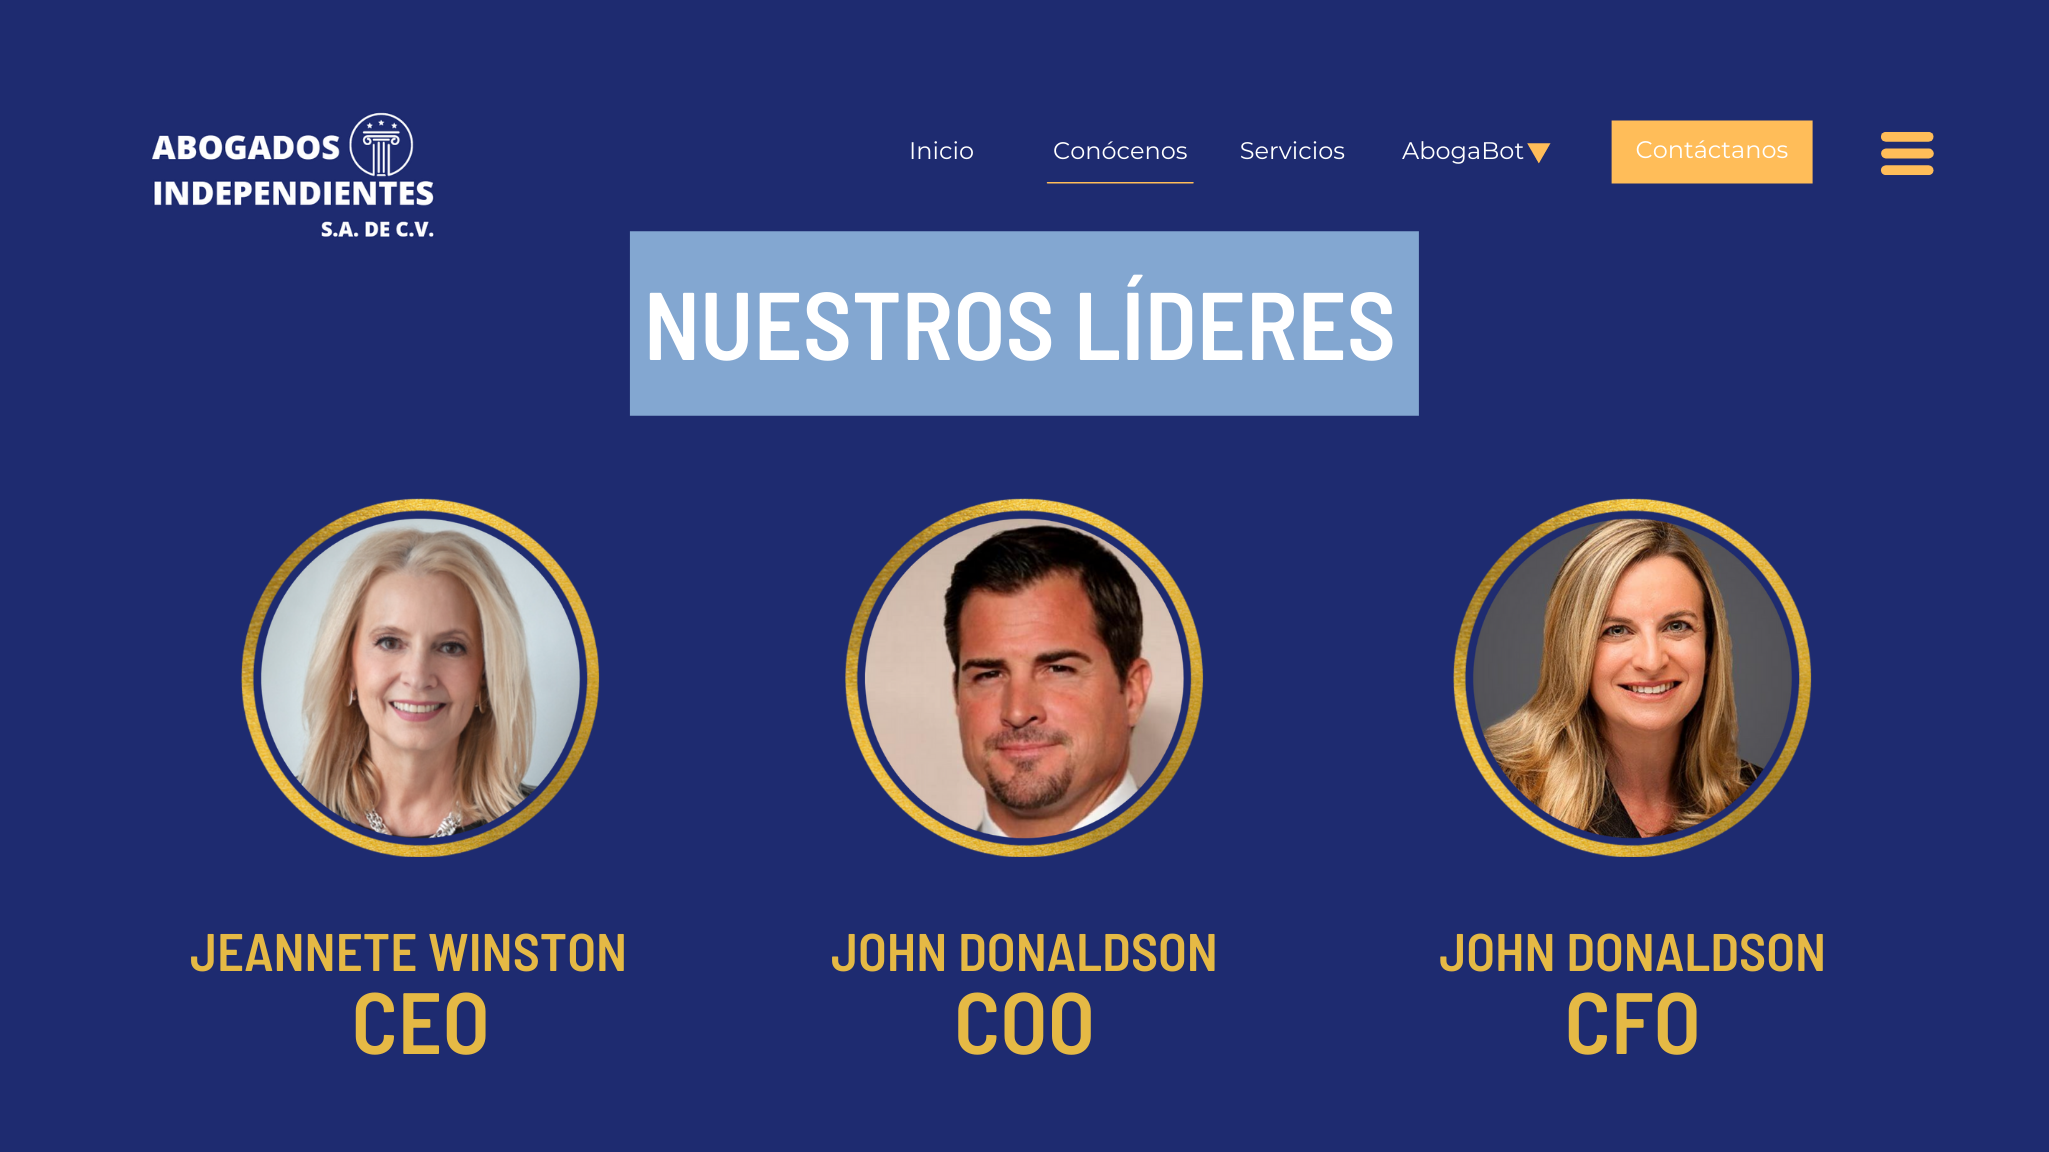 ABOGADOS
INDEPENDIENTES
S.A. DE C.V.
Inicio
Conócenos
Servicios
AbogaBot
Contáctanos
NUESTROS LÍDERES
JEANNETE WINSTON
CEO
JOHN DONALDSON
COO
JOHN DONALDSON
CFO